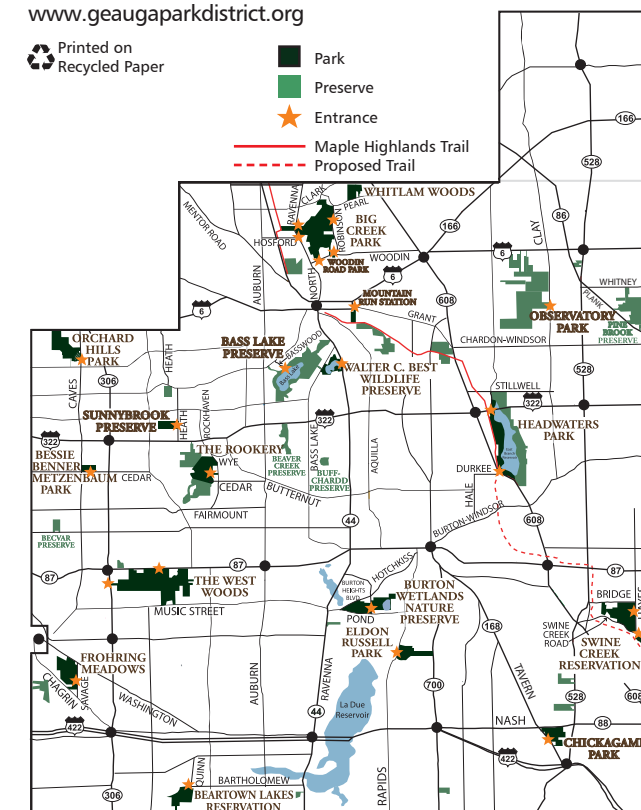 www.geaugaparkdistrict.org
Printed on
Recycled Paper
Park
Preserve
Entrance
Maple Highlands Trail
Proposed Trail
166
528
86
CLAY
6
WHITNEY
PLANK
OBSERVATORY
PARK
PINE
BROOK
PRESERVE
CHARDON-WINDSOR
528
MENTOR ROAD
RAVENNA
CLARK
PEARL
WHITLAM WOODS
ROBINSON
BIG
CREEK
PARK
HOSFORD
WOODIN
WOODIN
ROAD PARK
166
6
AUBURN
NORTH
MOUNTAIN
RUN STATION
608
GRANT
6
ORCHARD
HILLS
PARK
HEATH
CAVES
306
BASS LAKE
PRESERVE
BASSWOOD
Bass Lake
WALTER C. BEST
WILDLIFE
PRESERVE
STILLWELL
322
HEADWATERS
PARK
SUNNYBROOK
PRESERVE
HEATH
ROCKHAVEN
322
322
BESSIE
BENNER
METZENBAUM
PARK
CEDAR
THE ROOKERY
WYE
CEDAR
BEAVER
CREEK
PRESERVE
BASS LAKE
BUFF-
CHARDD
PRESERVE
AQUILLA
DURKEE
HALE
BUTTERNUT
FAIRMOUNT
44
BURTON-WINDSOR
608
BECVAR
PRESERVE
87
87
87
THE WEST
WOODS
MUSIC STREET
HOTCHKISS
BURTON
HEIGHTS
BLVD.
BURTON
WETLANDS
NATURE
PRESERVE
POND
ELDON
RUSSELL
PARK
168
BRIDGE
SWINE
CREEK
ROAD
SWINE
CREEK
RESERVATION
FROHRING
MEADOWS
CHAGRIN
SAVAGE
WASHINGTON
AUBURN
RAVENNA
La Due
Reservoir
700
TAVERN
528
608
44
NASH
88
422
422
CHICKAGAMI
PARK
306
QUINN
BARTHOLOMEW
BEARTOWN LAKES
RESERVATION
RAPIDS